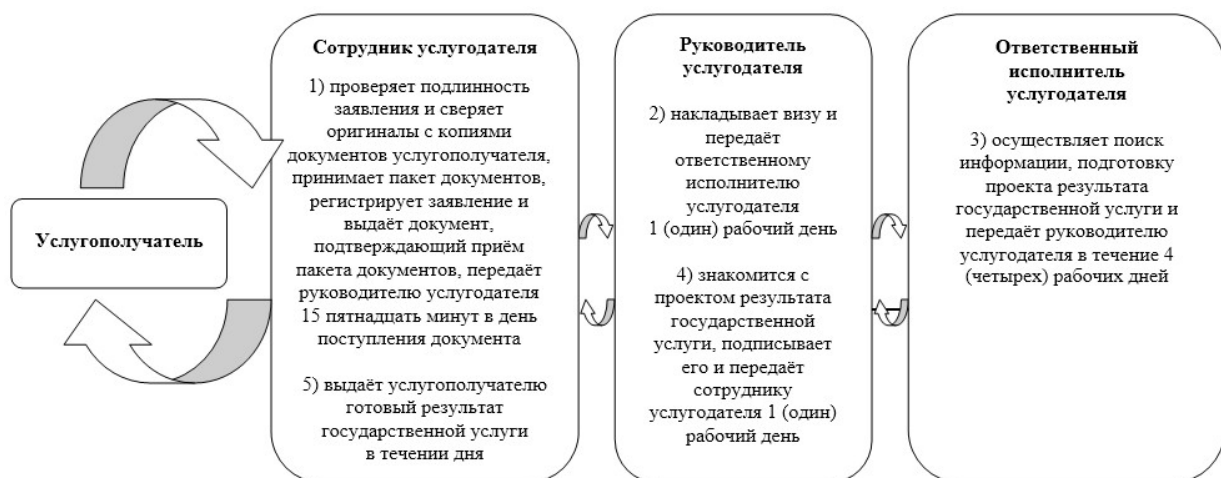 Услугополучатель
Сотрудник услугодателя
1) проверяет подлинность
заявления и сверяет
оригиналы с копиями
документов услугополучателя,
принимает пакет документов,
регистрирует заявление и
выдаёт документ,
подтверждающий приём
пакета документов, передаёт
руководителю услугодателя
15 пятнадцать минут в день
поступления документа
5) выдаёт услугополучателю
готовый результат
государственной услуги
в течении дня
Руководитель
услугодателя
2) накладывает визу и
передаёт
ответственному
исполнителю
услугодателя
1 (один) рабочий день
4) знакомится с
проектом результата
государственной
услуги, подписывает
его и передаёт
сотруднику
услугодателя 1 (один)
рабочий день
Ответственный
исполнитель
услугодателя
3) осуществляет поиск
информации, подготовку
проекта результата
государственной услуги и
передаёт руководителю
услугодателя в течение 4
(четырех) рабочих дней